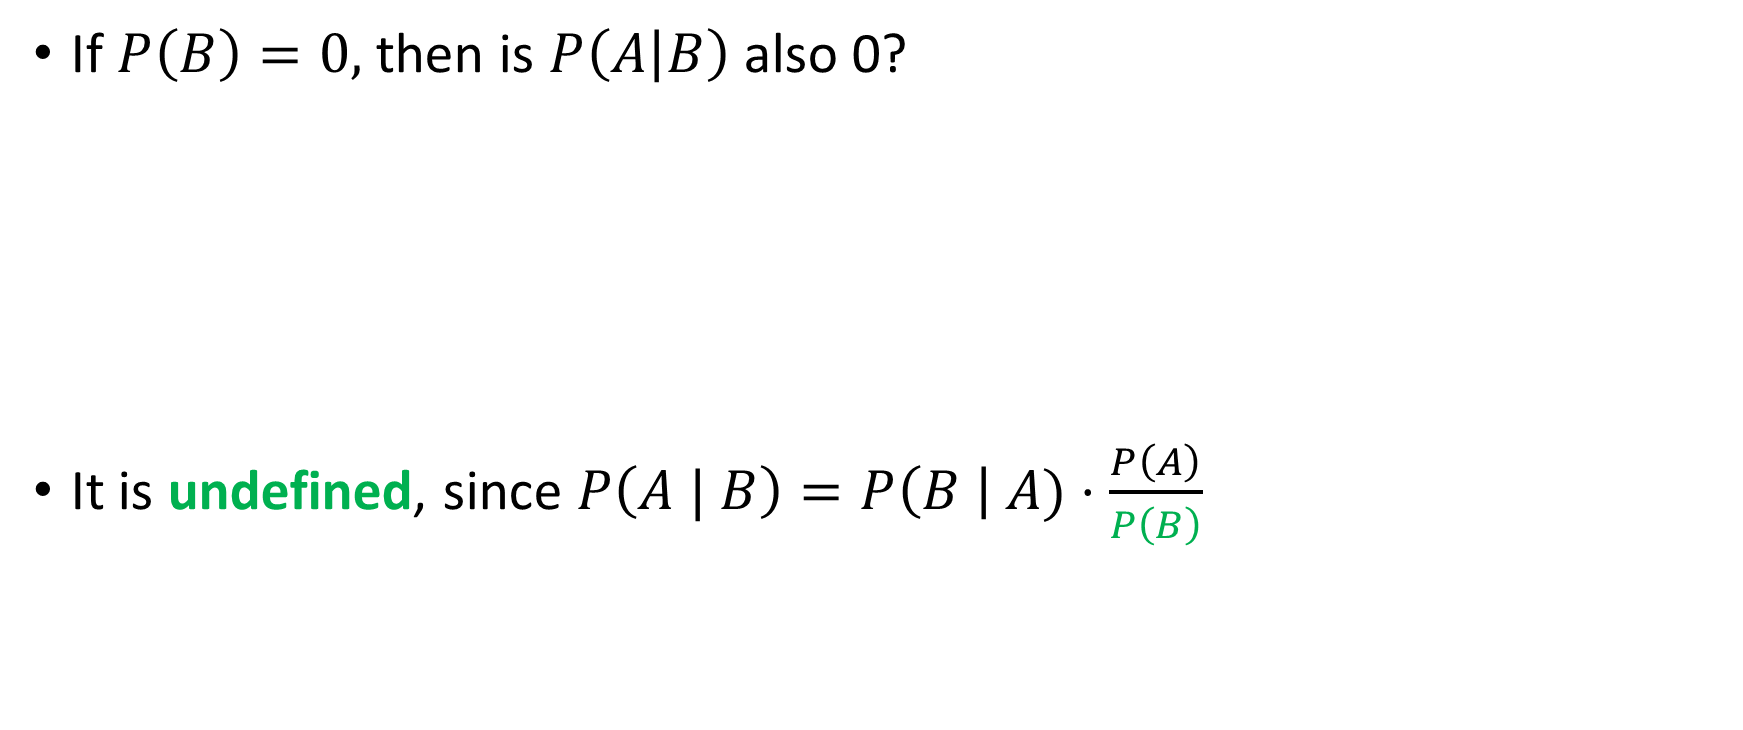 • If P(B) = 0, then is P(A|B) also 0?
• It is undefined, since P(A | B) = P(B | A) · P(A)/P(B)